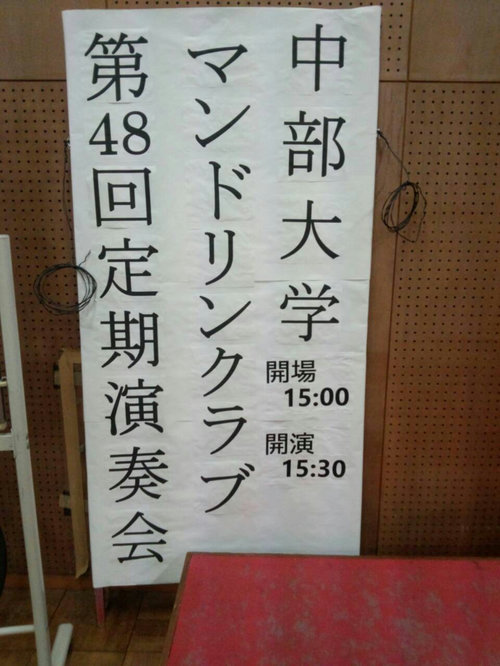 中部大学
開場
15:00
開演
15:30
マンドリンクラブ
第48回定期演奏会